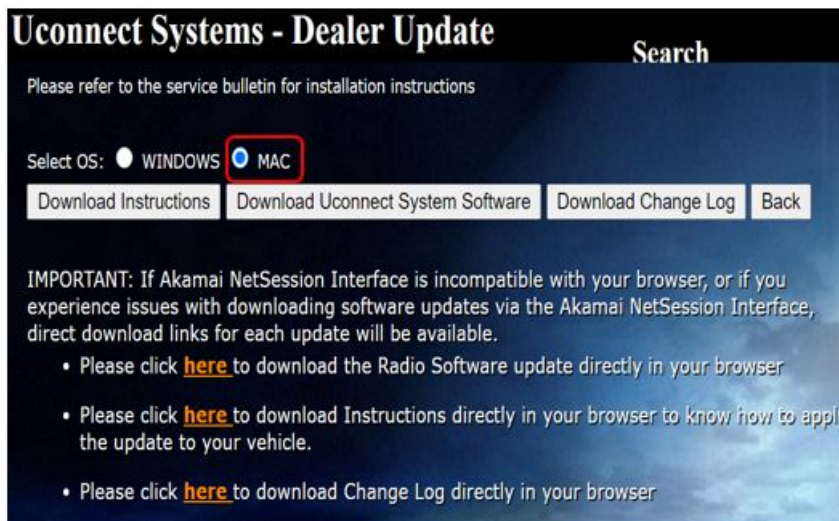 Uconnect Systems - Dealer Update
Search
Please refer to the service bulletin for installation instructions
Select OS: WINDOWS MAC
Download Instructions Download Uconnect System Software Download Change Log Back
IMPORTANT: If Akamai NetSession Interface is incompatible with your browser, or if you
experience issues with downloading software updates via the Akamai NetSession Interface,
direct download links for each update will be available.
• Please click here to download the Radio Software update directly in your browser
• Please click here to download Instructions directly in your browser to know how to appl
the update to your vehicle.
• Please click here to download Change Log directly in your browser